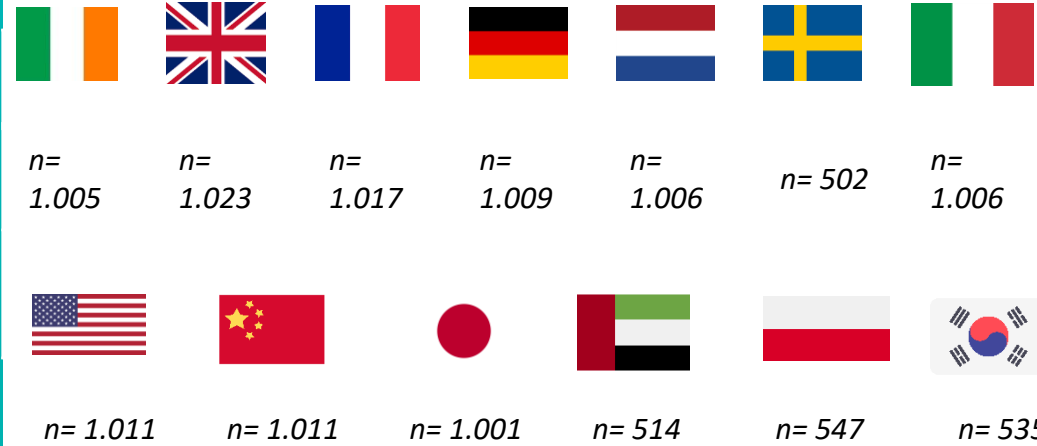 n=
1.005
n=
1.023
n=
1.017
n=
1.009
n=
1.006
n= 502
n=
1.006
n= 1.011
n= 1.011
n= 1.001
n= 514
n= 547
n= 535